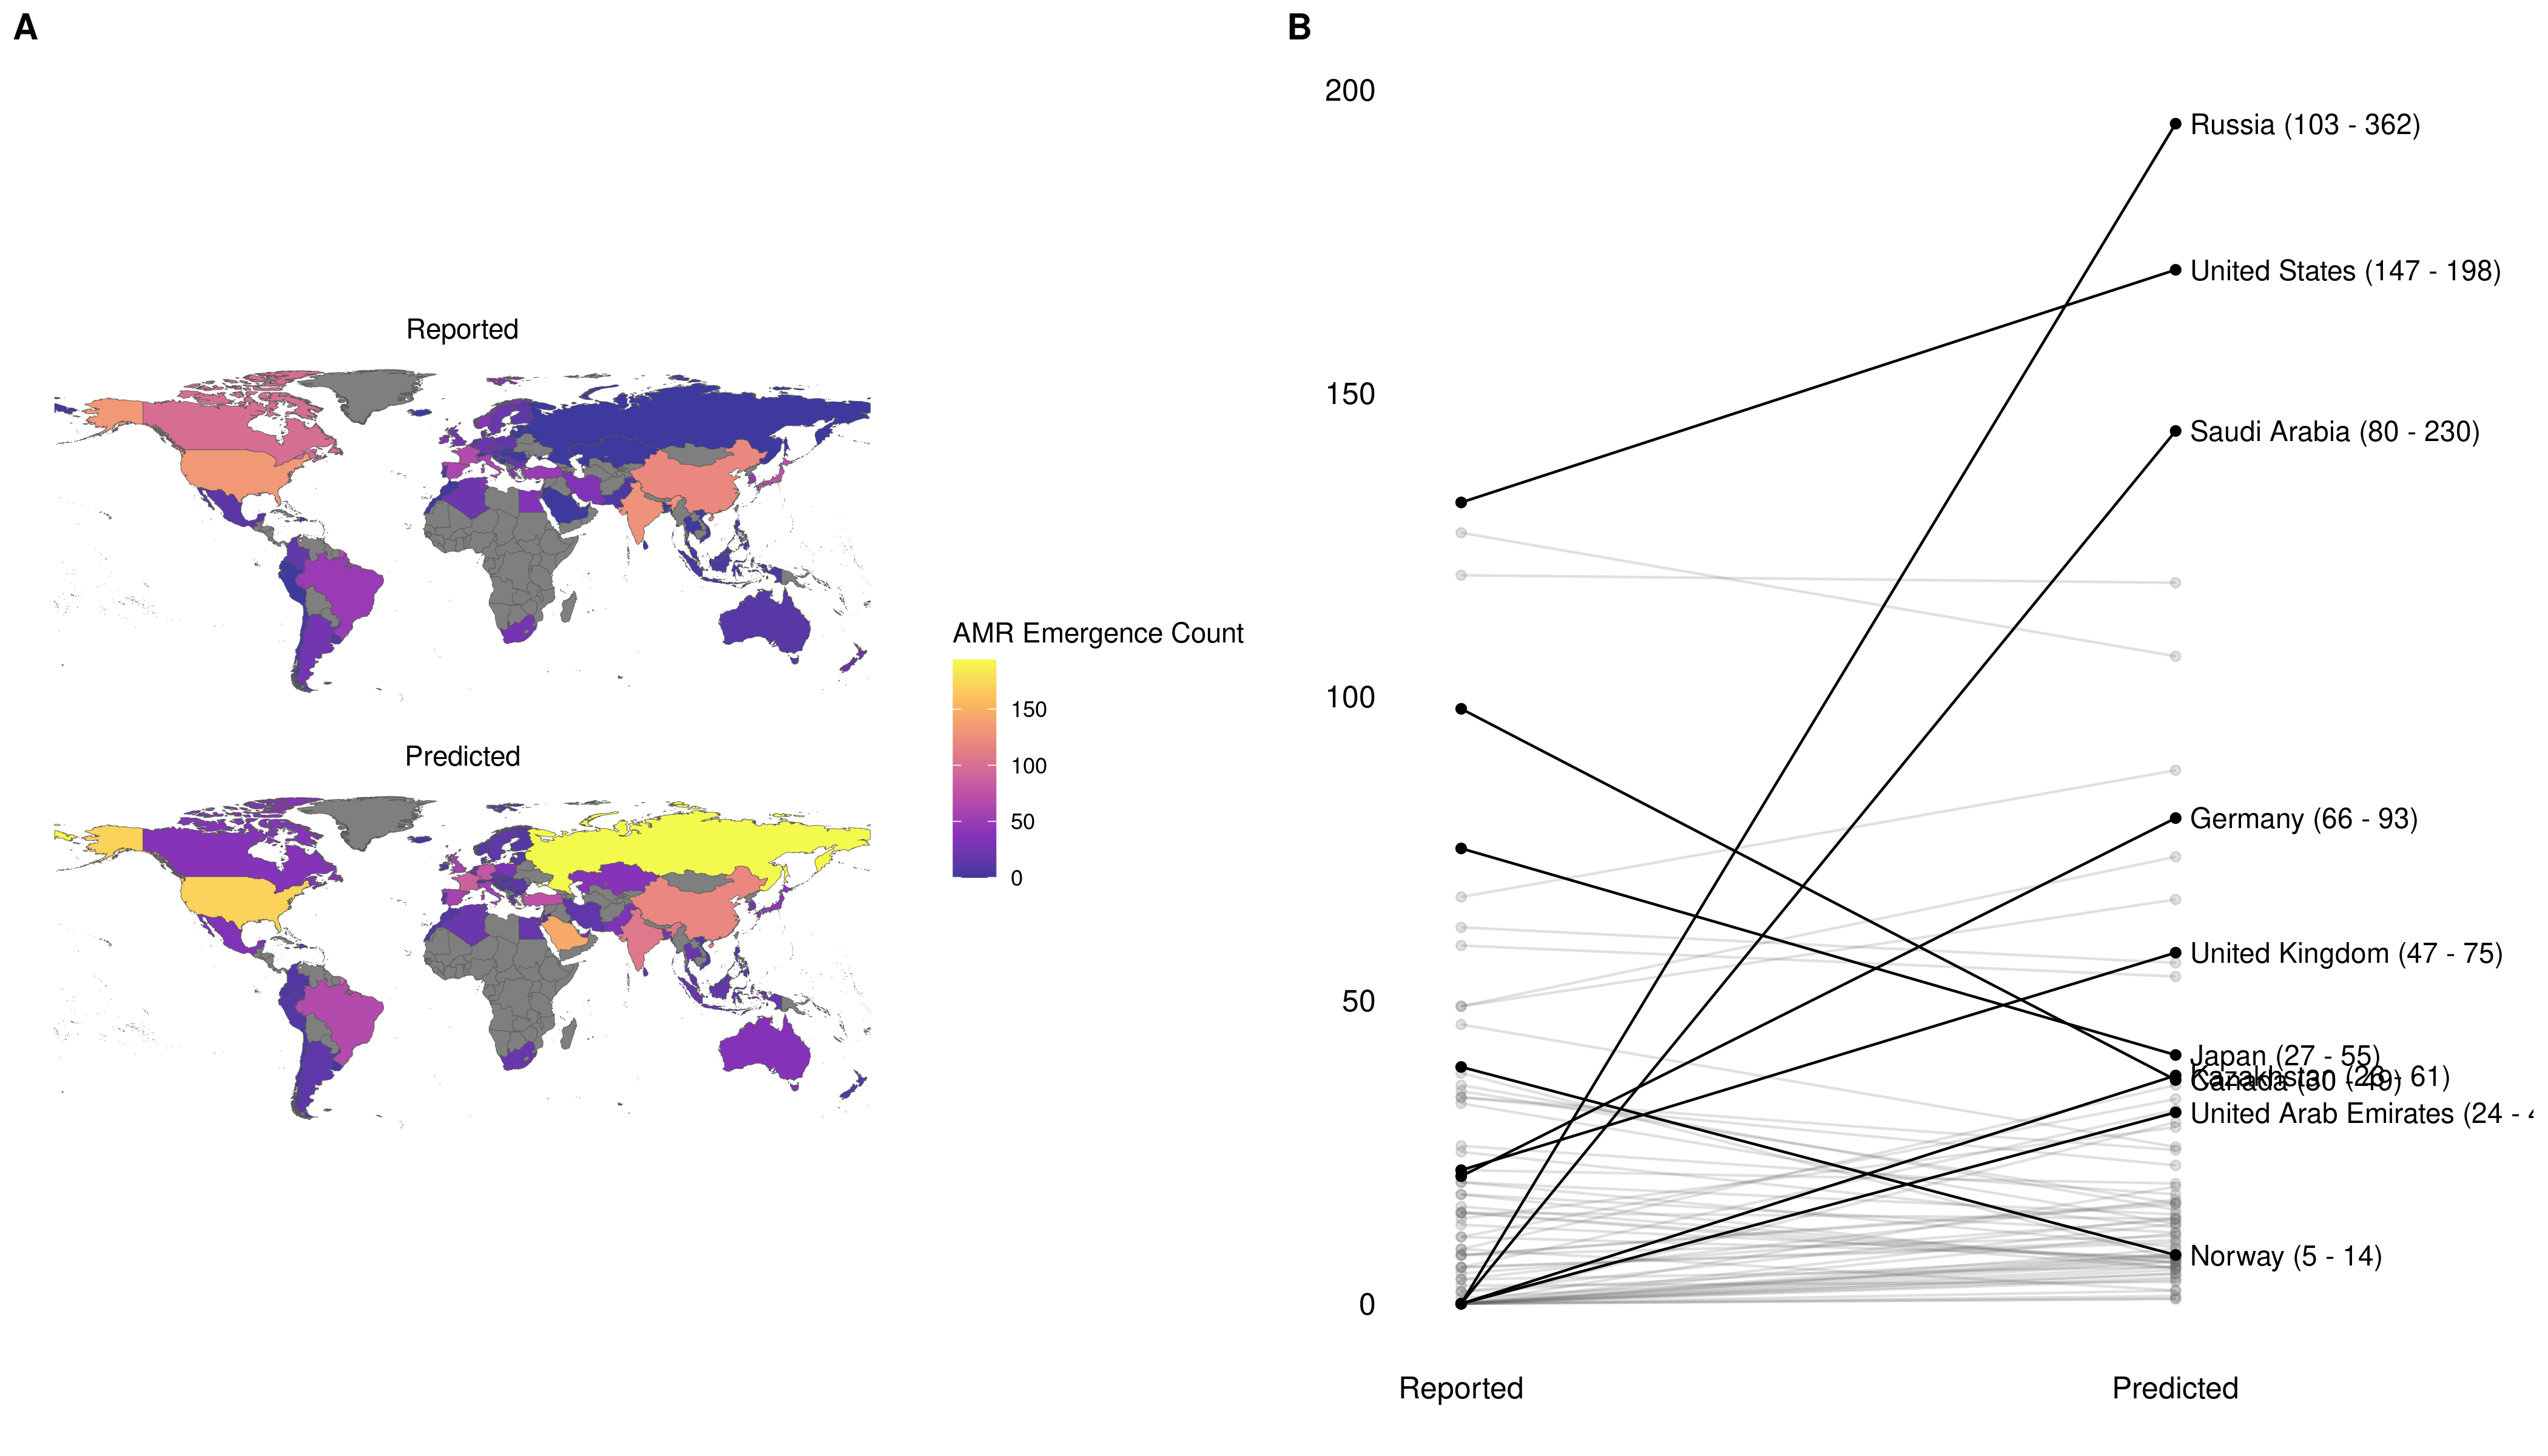 A
Reported
Predicted
AMR Emergence Count
150
100
50
0
B
200
150
100
50
0
Russia (103 - 362)
United States (147 - 198)
Saudi Arabia (80 - 230)
Germany (66 - 93)
United Kingdom (47 - 75)
Japan (27 - 55)
Kazakhstan (23 - 61)
Canada (30 - 49)
United Arab Emirates (24 -
Norway (5 - 14)
Reported
Predicted